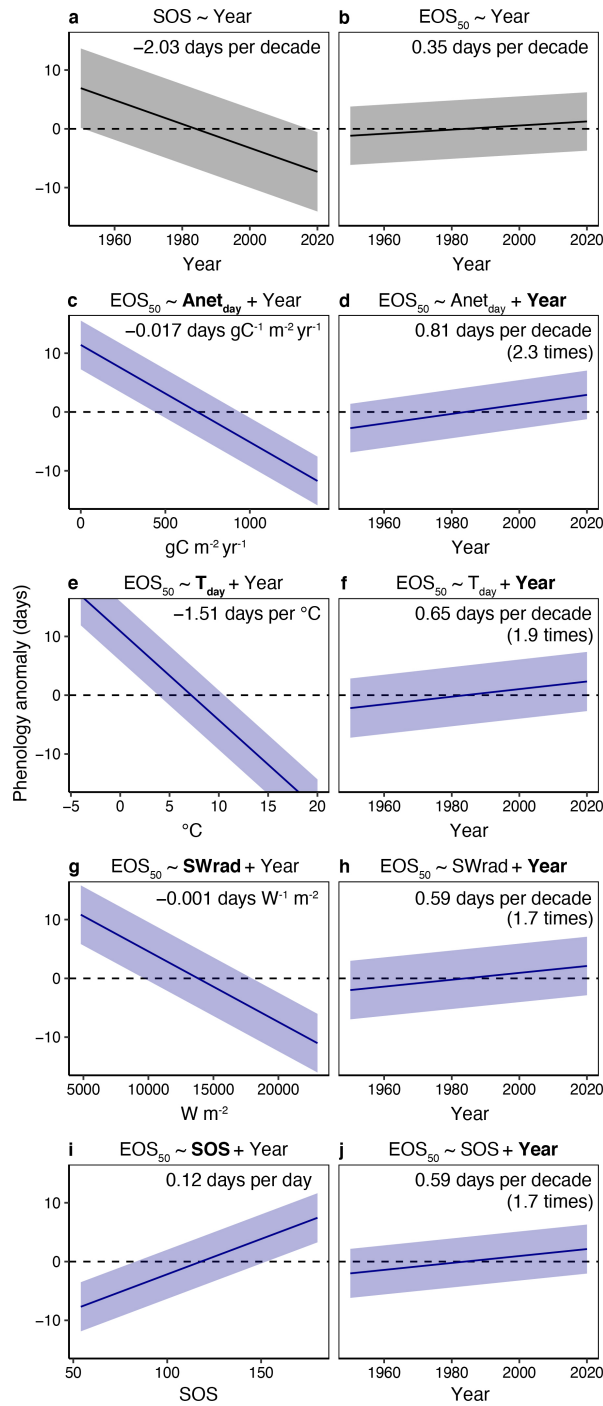 a SOS ~ Year
−2.03 days per decade
10
0
−10
1960 1980 2000 2020
Year
b EOS₅₀ ~ Year
0.35 days per decade
1960 1980 2000 2020
Year
c EOS₅₀ ~ Anet_day + Year
−0.017 days gC⁻¹ m⁻² yr⁻¹
10
0
−10
0 500 1000
gC m⁻² yr⁻¹
d EOS₅₀ ~ Anet_day + Year
0.81 days per decade
(2.3 times)
1960 1980 2000 2020
Year
Phenology anomaly (days)
e EOS₅₀ ~ T_day + Year
−1.51 days per °C
10
0
−10
−5 0 5 10 15 20
°C
f EOS₅₀ ~ T_day + Year
0.65 days per decade
(1.9 times)
1960 1980 2000 2020
Year
g EOS₅₀ ~ SWrad + Year
−0.001 days W⁻¹ m⁻²
10
0
−10
5000 10000 15000 20000
W m⁻²
h EOS₅₀ ~ SWrad + Year
0.59 days per decade
(1.7 times)
1960 1980 2000 2020
Year
i EOS₅₀ ~ SOS + Year
0.12 days per day
10
0
−10
50 100 150
SOS
j EOS₅₀ ~ SOS + Year
0.59 days per decade
(1.7 times)
1960 1980 2000 2020
Year